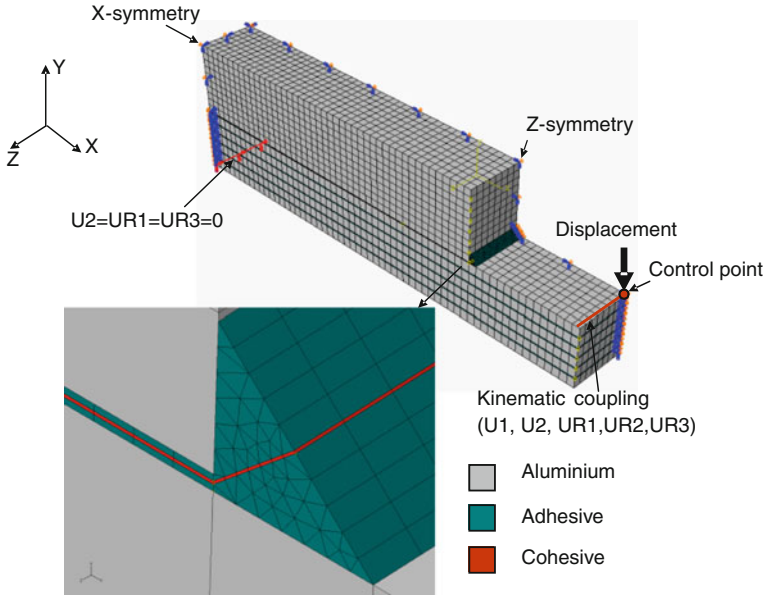 X-symmetry
Y
Z
X
Z-symmetry
U2=UR1=UR3=0
Displacement
Control point
Kinematic coupling
(U1, U2, UR1,UR2,UR3)
Aluminium
Adhesive
Cohesive